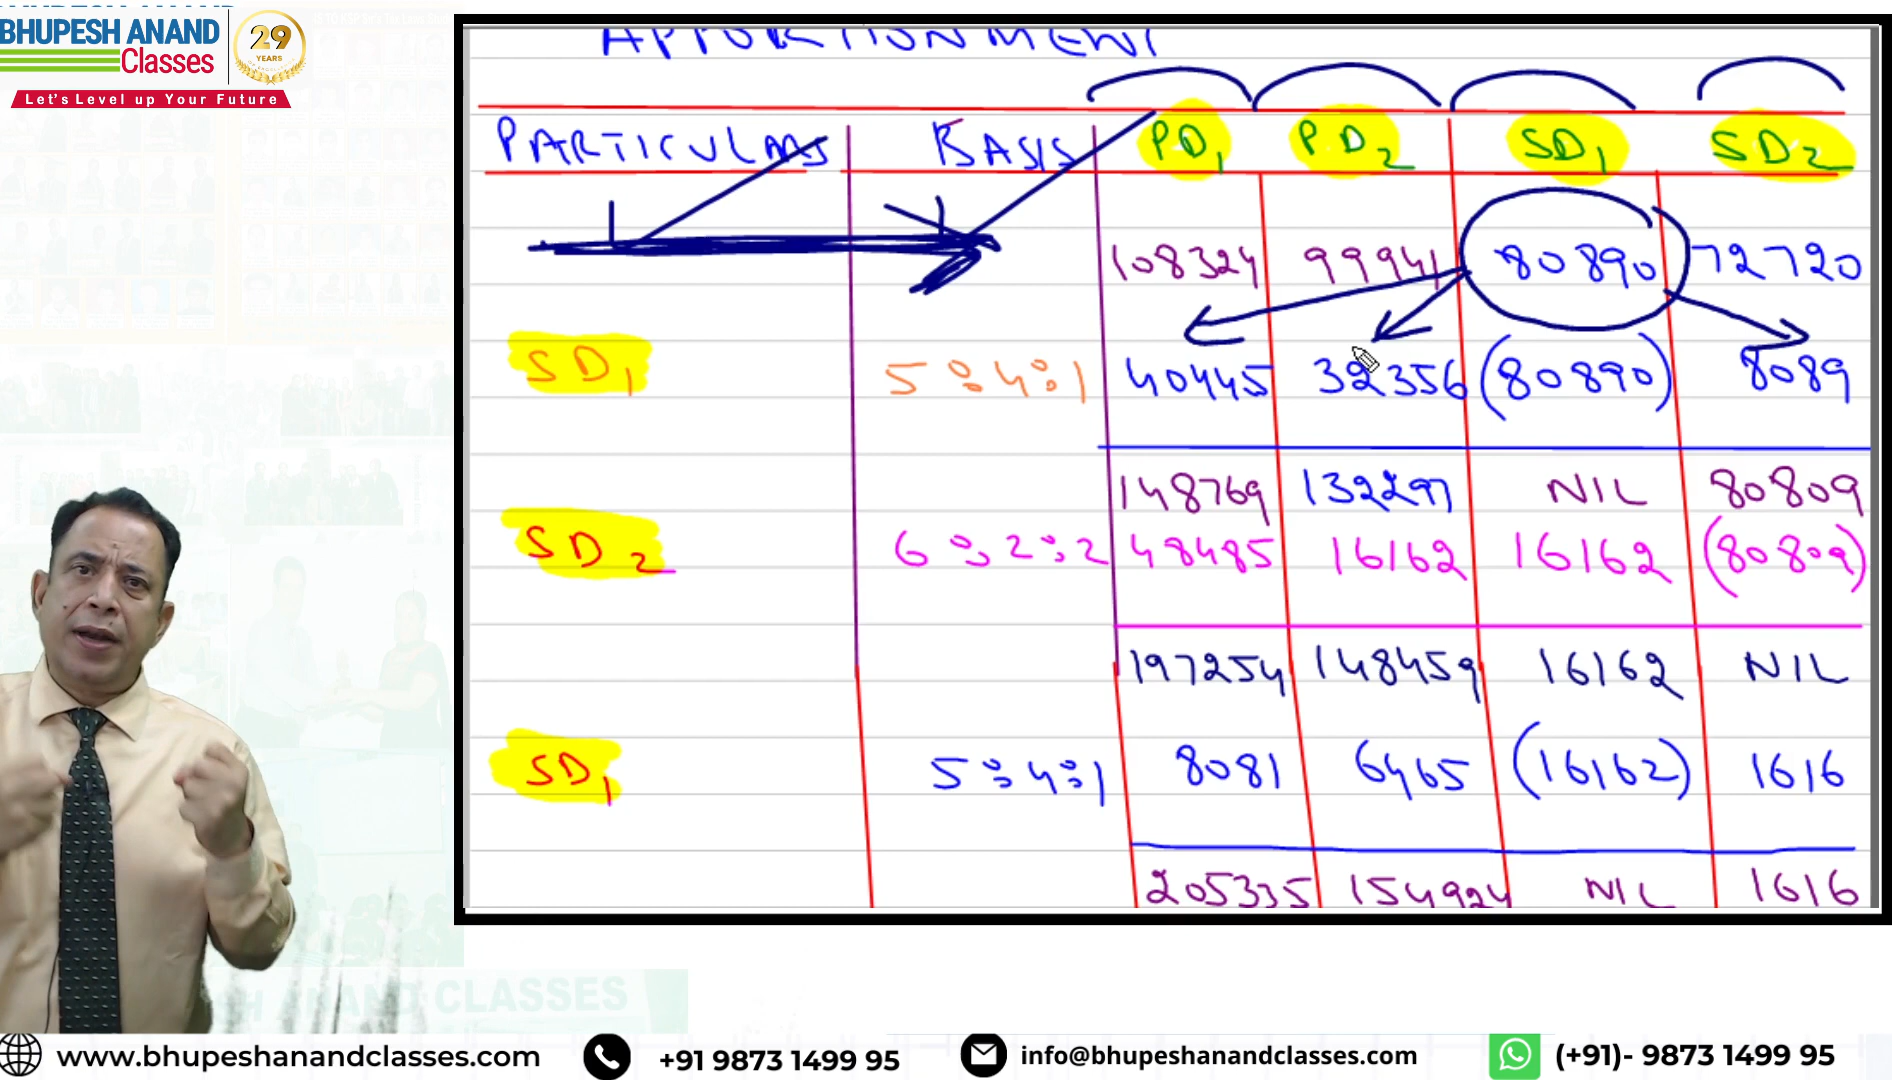 BHUPESH ANAND
Classes
29
YEARS
Let's Level up Your Future
APPORTIONMENT
PARTICULARS BASIS PD1 PD2 SD1 SD2
108324 99941 80890 72720
SD1 5:4:1 40445 32356 (80890) 8089
148769 132297 NIL 80809
SD2 6:2:2 48485 16162 16162 (80809)
197254 148459 16162 NIL
SD1 5:4:1 8081 6465 (16162) 1616
205335 154924 NIL 1616
H ANAND CLASSES
www.bhupeshanandclasses.com +91 9873 1499 95 info@bhupeshanandclasses.com (+91)- 9873 1499 95